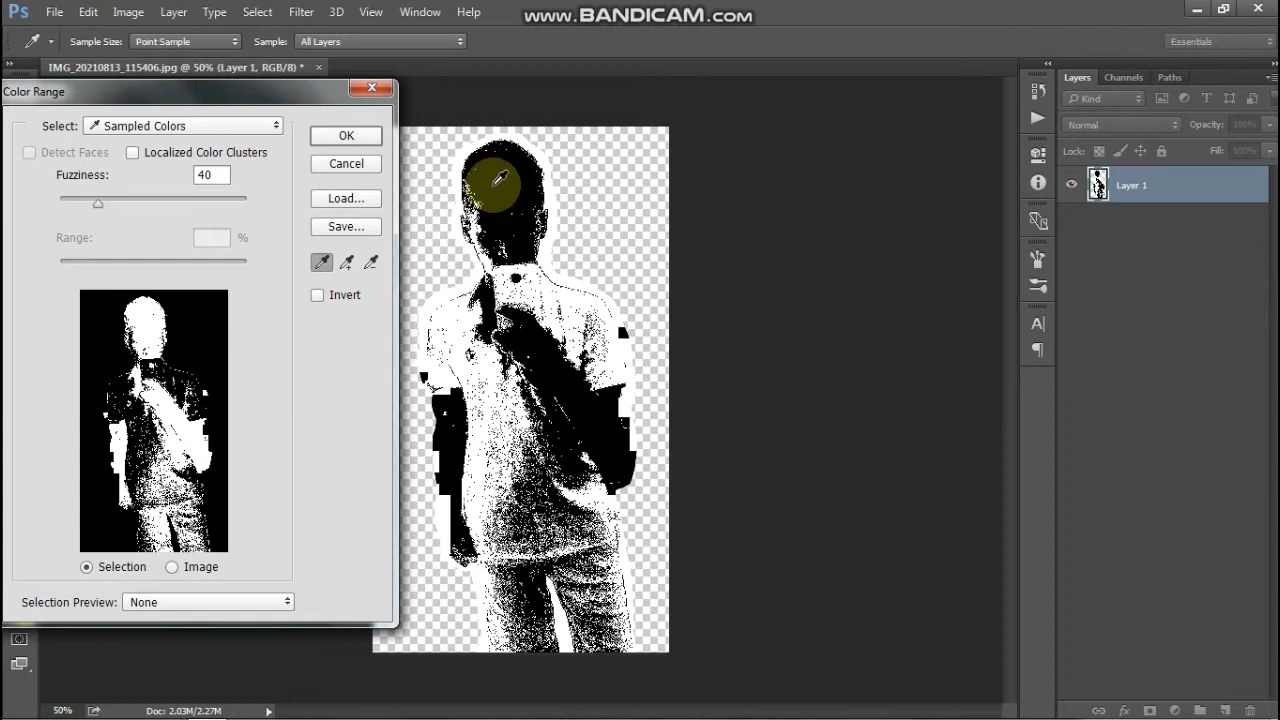 Ps File Edit Image Layer Type Select Filter 3D View Window Help
www.BANDICAM.com
Sample Size: Point Sample Sample: All Layers Essentials
IMG_20210813_115406.jpg @ 50% (Layer 1, RGB/8) * ×
Color Range
Select: Sampled Colors OK
Detect Faces Localized Color Clusters
Cancel
Fuzziness: 40
Load...
Save...
Range: %
Invert
Selection Image
Selection Preview: None
Layers Channels Paths
Kind
Normal Opacity: 100%
Lock: Fill: 100%
Layer 1
50% Doc: 2.03M/2.27M